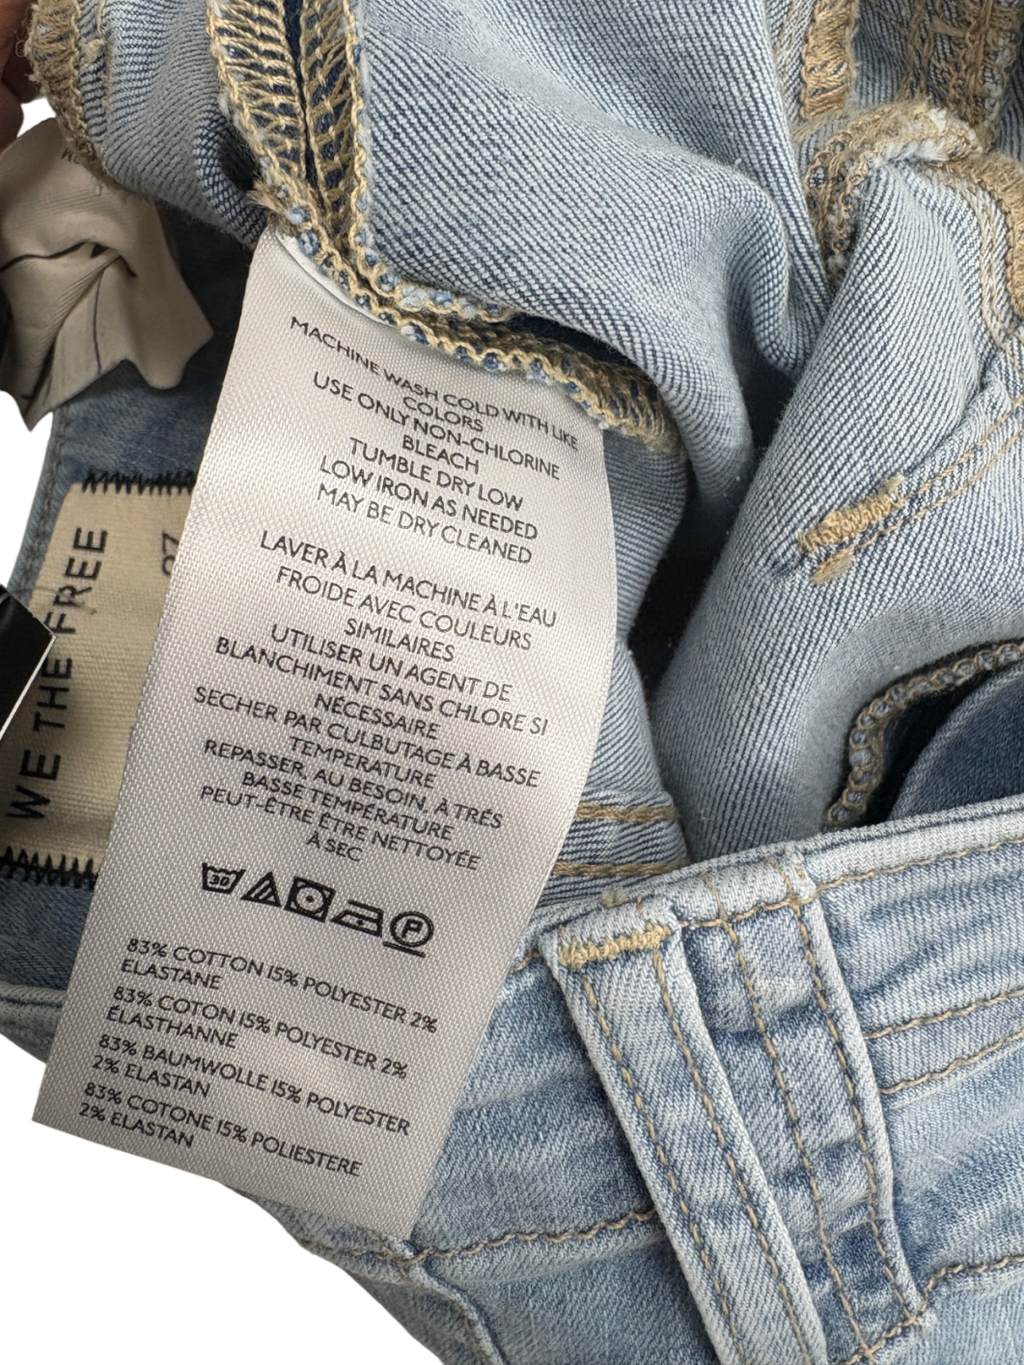 MACHINE WASH COLD WITH LIKE
COLORS
USE ONLY NON-CHLORINE
BLEACH
TUMBLE DRY LOW
LOW IRON AS NEEDED
MAY BE DRY CLEANED
LAVER À LA MACHINE À L'EAU
FROIDE AVEC COULEURS
SIMILAIRES
UTILISER UN AGENT DE
BLANCHIMENT SANS CHLORE SI
NÉCESSAIRE
SECHER PAR CULBUTAGE À BASSE
TEMPERATURE
REPASSER, AU BESOIN, À TRÉS
BASSE TEMPÉRATURE
PEUT-ÊTRE ÊTRE NETTOYÉE
À SEC
30
P
83% COTTON 15% POLYESTER 2%
ELASTANE
83% COTON 15% POLYESTER 2%
ÉLASTHANNE
83% BAUMWOLLE 15% POLYESTER
2% ELASTAN
83% COTONE 15% POLIESTERE
2% ELASTAN
WE THE FREE